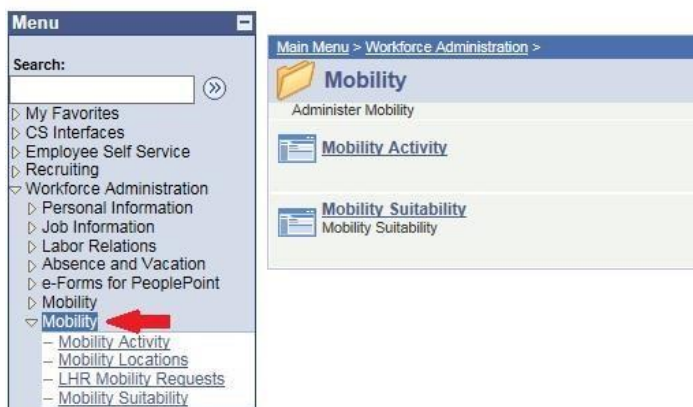 Menu
Search:
My Favorites
CS Interfaces
Employee Self Service
Recruiting
Workforce Administration
Personal Information
Job Information
Labor Relations
Absence and Vacation
e-Forms for PeoplePoint
Mobility
Mobility
– Mobility Activity
– Mobility Locations
– LHR Mobility Requests
– Mobility Suitability
Main Menu > Workforce Administration >
Mobility
Administer Mobility
Mobility Activity
Mobility Suitability
Mobility Suitability